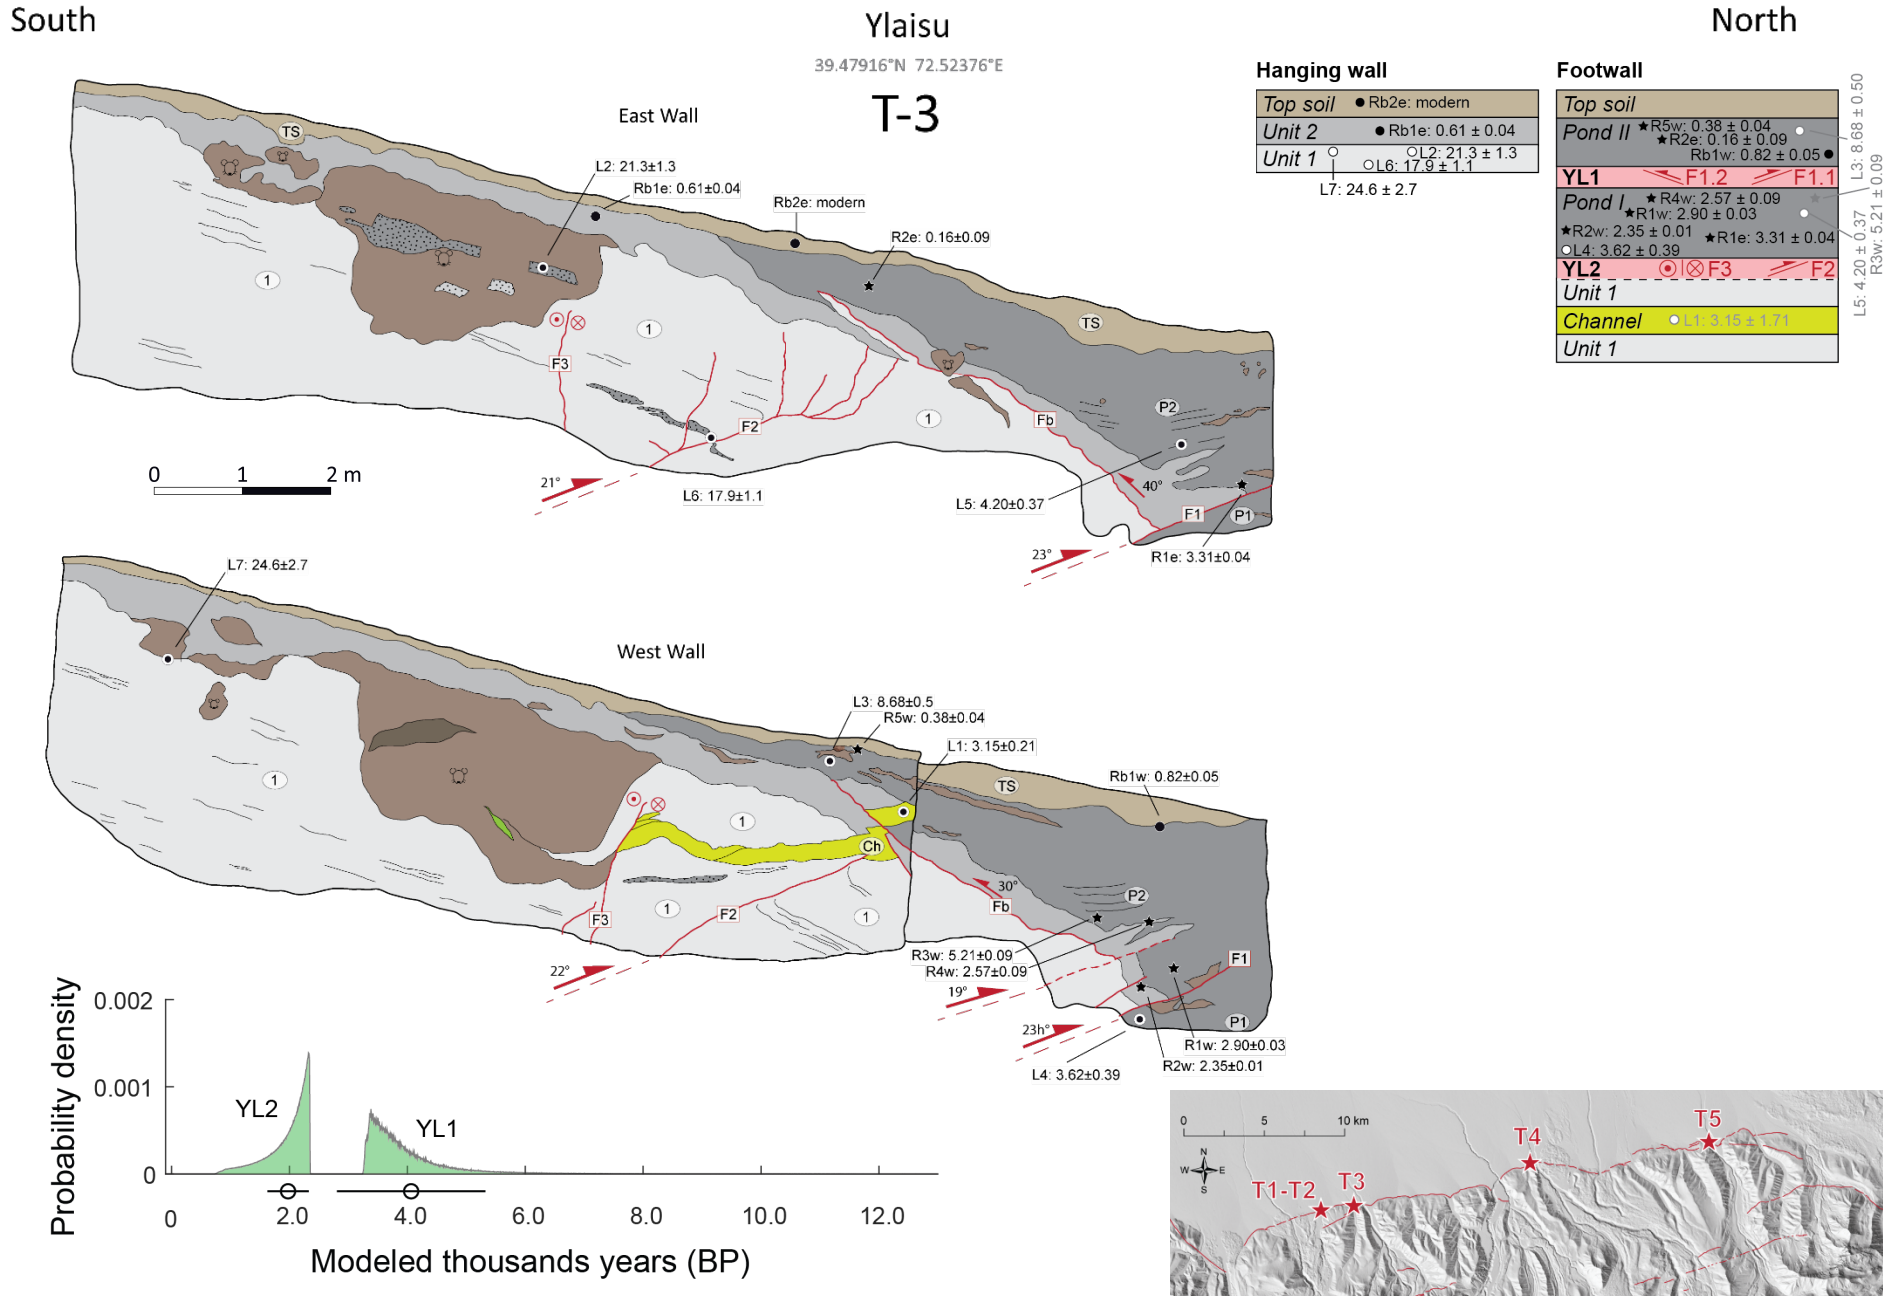 South
Ylaisu
North
39.47916°N 72.52376°E
T-3
East Wall
TS
L2: 21.3±1.3
Rb1e: 0.61±0.04
Rb2e: modern
R2e: 0.16±0.09
1
1
TS
F3
P2
F2
1
Fb
0 1 2 m
21°
L6: 17.9±1.1
L5: 4.20±0.37
40°
F1
P1
23°
R1e: 3.31±0.04
Hanging wall
Top soil Rb2e: modern
Unit 2 Rb1e: 0.61 ± 0.04
Unit 1 L2: 21.3 ± 1.3
L6: 17.9 ± 1.1
L7: 24.6 ± 2.7
Footwall
Top soil
Pond II R5w: 0.38 ± 0.04
R2e: 0.16 ± 0.09
Rb1w: 0.82 ± 0.05
YL1 F1.2 F1.1
Pond I R4w: 2.57 ± 0.09
R1w: 2.90 ± 0.03
R2w: 2.35 ± 0.01 R1e: 3.31 ± 0.04
L4: 3.62 ± 0.39
YL2 F3 F2
Unit 1
Channel L1: 3.15 ± 1.71
Unit 1
L3: 8.68 ± 0.50
L5: 4.20 ± 0.37
R3w: 5.21 ± 0.09
L7: 24.6±2.7
West Wall
L3: 8.68±0.5
R5w: 0.38±0.04
L1: 3.15±0.21
Rb1w: 0.82±0.05
1
TS
1
Ch
P2
30°
Fb
1
F2
1
F3
R3w: 5.21±0.09
R4w: 2.57±0.09
F1
22°
19°
23h°
P1
R1w: 2.90±0.03
R2w: 2.35±0.01
L4: 3.62±0.39
Probability density
0.002
0.001
0
YL2
YL1
0 2.0 4.0 6.0 8.0 10.0 12.0
Modeled thousands years (BP)
0 5 10 km
N
W E
S
T1-T2
T3
T4
T5